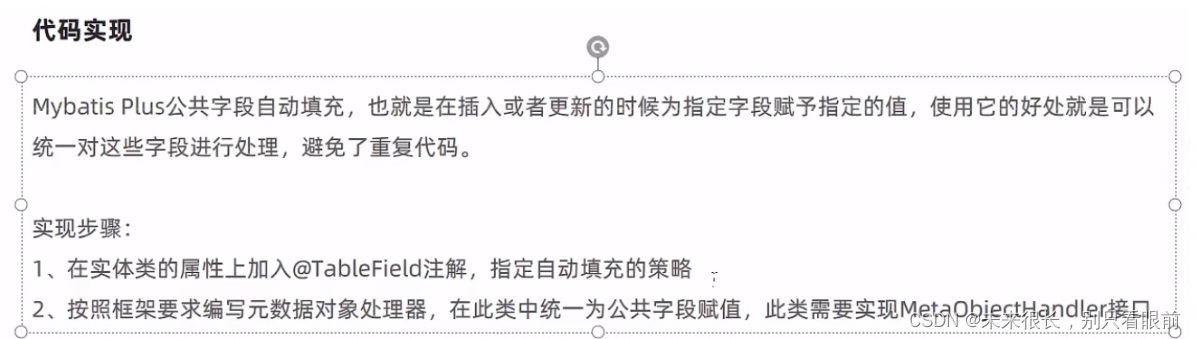 代码实现
Mybatis Plus公共字段自动填充，也就是在插入或者更新的时候为指定字段赋予指定的值，使用它的好处就是可以
统一对这些字段进行处理，避免了重复代码。
实现步骤：
1、在实体类的属性上加入@TableField注解，指定自动填充的策略
2、按照框架要求编写元数据对象处理器，在此类中统一为公共字段赋值，此类需要实现MetaObjectHandler接口
CSDN @未来很长，别只看眼前